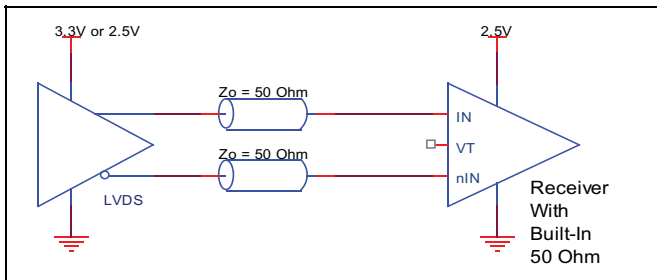 3.3V or 2.5V
2.5V
Zo = 50 Ohm
IN
VT
Zo = 50 Ohm
nIN
LVDS
Receiver
With
Built-In
50 Ohm